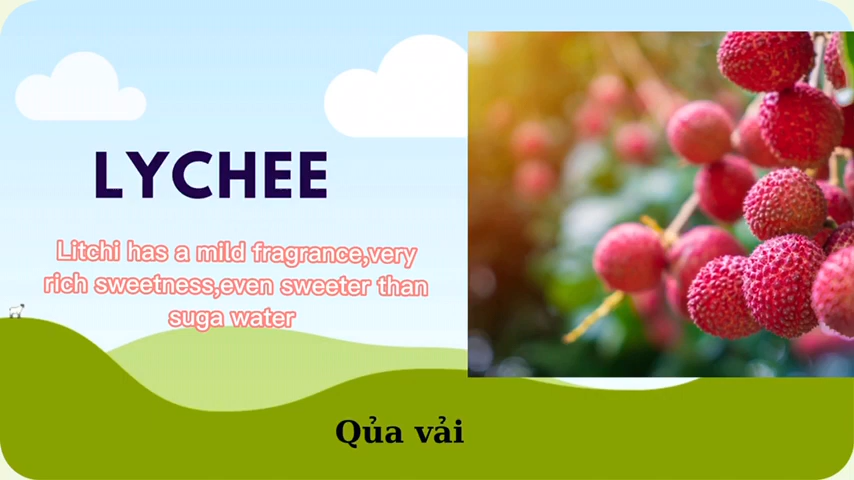 LYCHEE
Litchi has a mild fragrance,very
rich sweetness,even sweeter than
suga water
Qủa vải